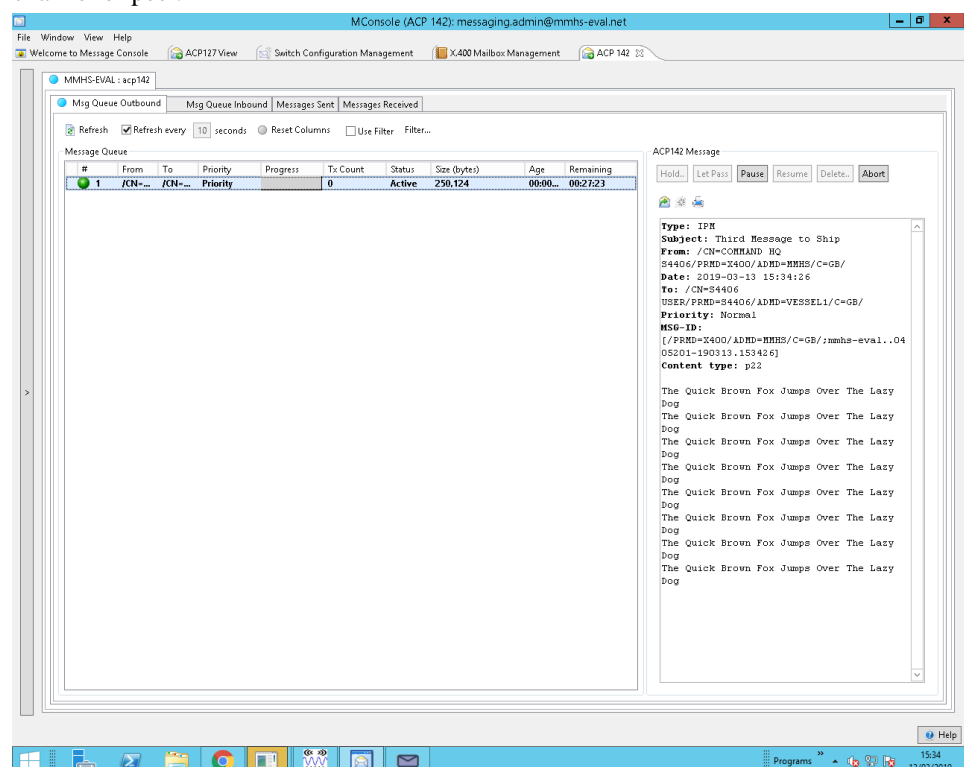 MConsole (ACP 142): messaging.admin@mmhs-eval.net
File Window View Help
Welcome to Message Console ACP127 View Switch Configuration Management X.400 Mailbox Management ACP 142
MMHS-EVAL : acp142
Msg Queue Outbound Msg Queue Inbound Messages Sent Messages Received
Refresh Refresh every 10 seconds Reset Columns Use Filter Filter...
Message Queue
# From To Priority Progress Tx Count Status Size (bytes) Age Remaining
1 /CN=... /CN=... Priority 0 Active 250,124 00:00... 00:27:23
ACP142 Message
Hold.. Let Pass Pause Resume Delete.. Abort
Type: IPM
Subject: Third Message to Ship
From: /CN=COMMAND HQ
S4406/PRMD=X400/ADMD=MMHS/C=GB/
Date: 2019-03-13 15:34:26
To: /CN=S4406
USER/PRMD=S4406/ADMD=VESSEL1/C=GB/
Priority: Normal
MSG-ID:
[/PRMD=X400/ADMD=MMHS/C=GB/;mmhs-eval..04
05201-190313.153426]
Content type: p22
The Quick Brown Fox Jumps Over The Lazy
Dog
The Quick Brown Fox Jumps Over The Lazy
Dog
The Quick Brown Fox Jumps Over The Lazy
Dog
The Quick Brown Fox Jumps Over The Lazy
Dog
The Quick Brown Fox Jumps Over The Lazy
Dog
The Quick Brown Fox Jumps Over The Lazy
Dog
The Quick Brown Fox Jumps Over The Lazy
Dog
The Quick Brown Fox Jumps Over The Lazy
Dog
Help
Programs
15:34